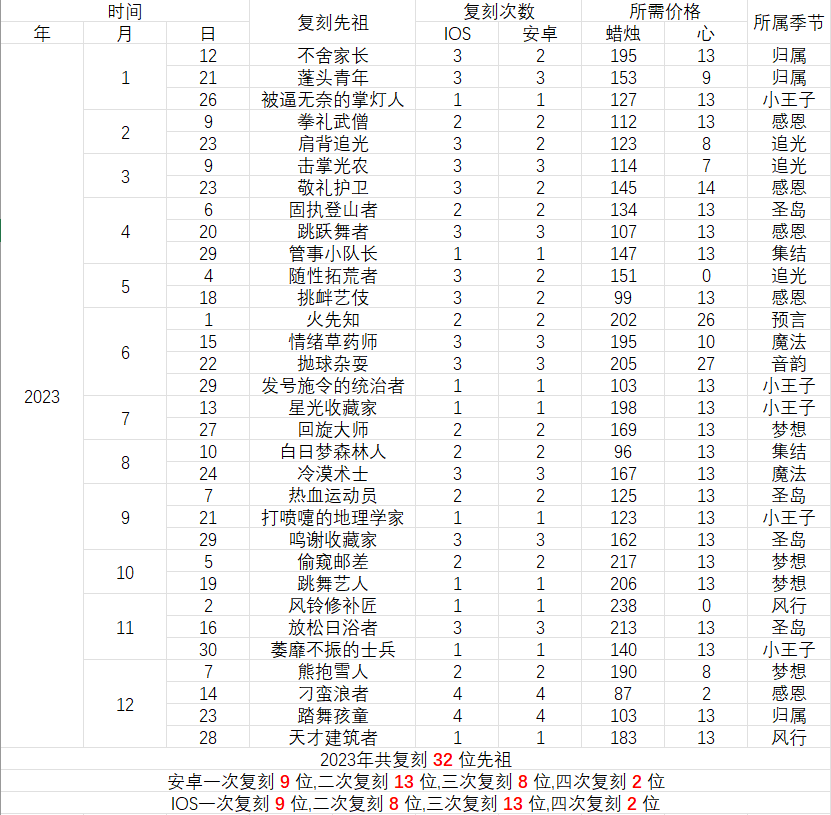 时间 复刻先祖 复刻次数 所需价格 所属季节
年 月 日 IOS 安卓 蜡烛 心
2023 1 12 不舍家长 3 2 195 13 归属
21 蓬头青年 3 3 153 9 归属
26 被逼无奈的掌灯人 1 1 127 13 小王子
2 9 拳礼武僧 2 2 112 13 感恩
23 肩背追光 3 2 123 8 追光
3 9 击掌光农 3 3 114 7 追光
23 敬礼护卫 3 2 145 14 感恩
4 6 固执登山者 2 2 134 13 圣岛
20 跳跃舞者 3 3 107 13 感恩
29 管事小队长 1 1 147 13 集结
5 4 随性拓荒者 3 2 151 0 追光
18 挑衅艺伎 3 2 99 13 感恩
6 1 火先知 2 2 202 26 预言
15 情绪草药师 3 3 195 10 魔法
22 抛球杂耍 3 3 205 27 音韵
29 发号施令的统治者 1 1 103 13 小王子
7 13 星光收藏家 1 1 198 13 小王子
27 回旋大师 2 2 169 13 梦想
8 10 白日梦森林人 2 2 96 13 集结
24 冷漠术士 3 3 167 13 魔法
9 7 热血运动员 2 2 125 13 圣岛
21 打喷嚏的地理学家 1 1 123 13 小王子
29 鸣谢收藏家 3 3 162 13 圣岛
10 5 偷窥邮差 2 2 217 13 梦想
19 跳舞艺人 1 1 206 13 梦想
11 2 风铃修补匠 1 1 238 0 风行
16 放松日浴者 3 3 213 13 圣岛
30 萎靡不振的士兵 1 1 140 13 小王子
12 7 熊抱雪人 2 2 190 8 梦想
14 刁蛮浪者 4 4 87 2 感恩
23 踏舞孩童 4 4 103 13 归属
28 天才建筑者 1 1 183 13 风行
2023年共复刻 32 位先祖
安卓一次复刻 9 位,二次复刻 13 位,三次复刻 8 位,四次复刻 2 位
IOS一次复刻 9 位,二次复刻 8 位,三次复刻 13 位,四次复刻 2 位